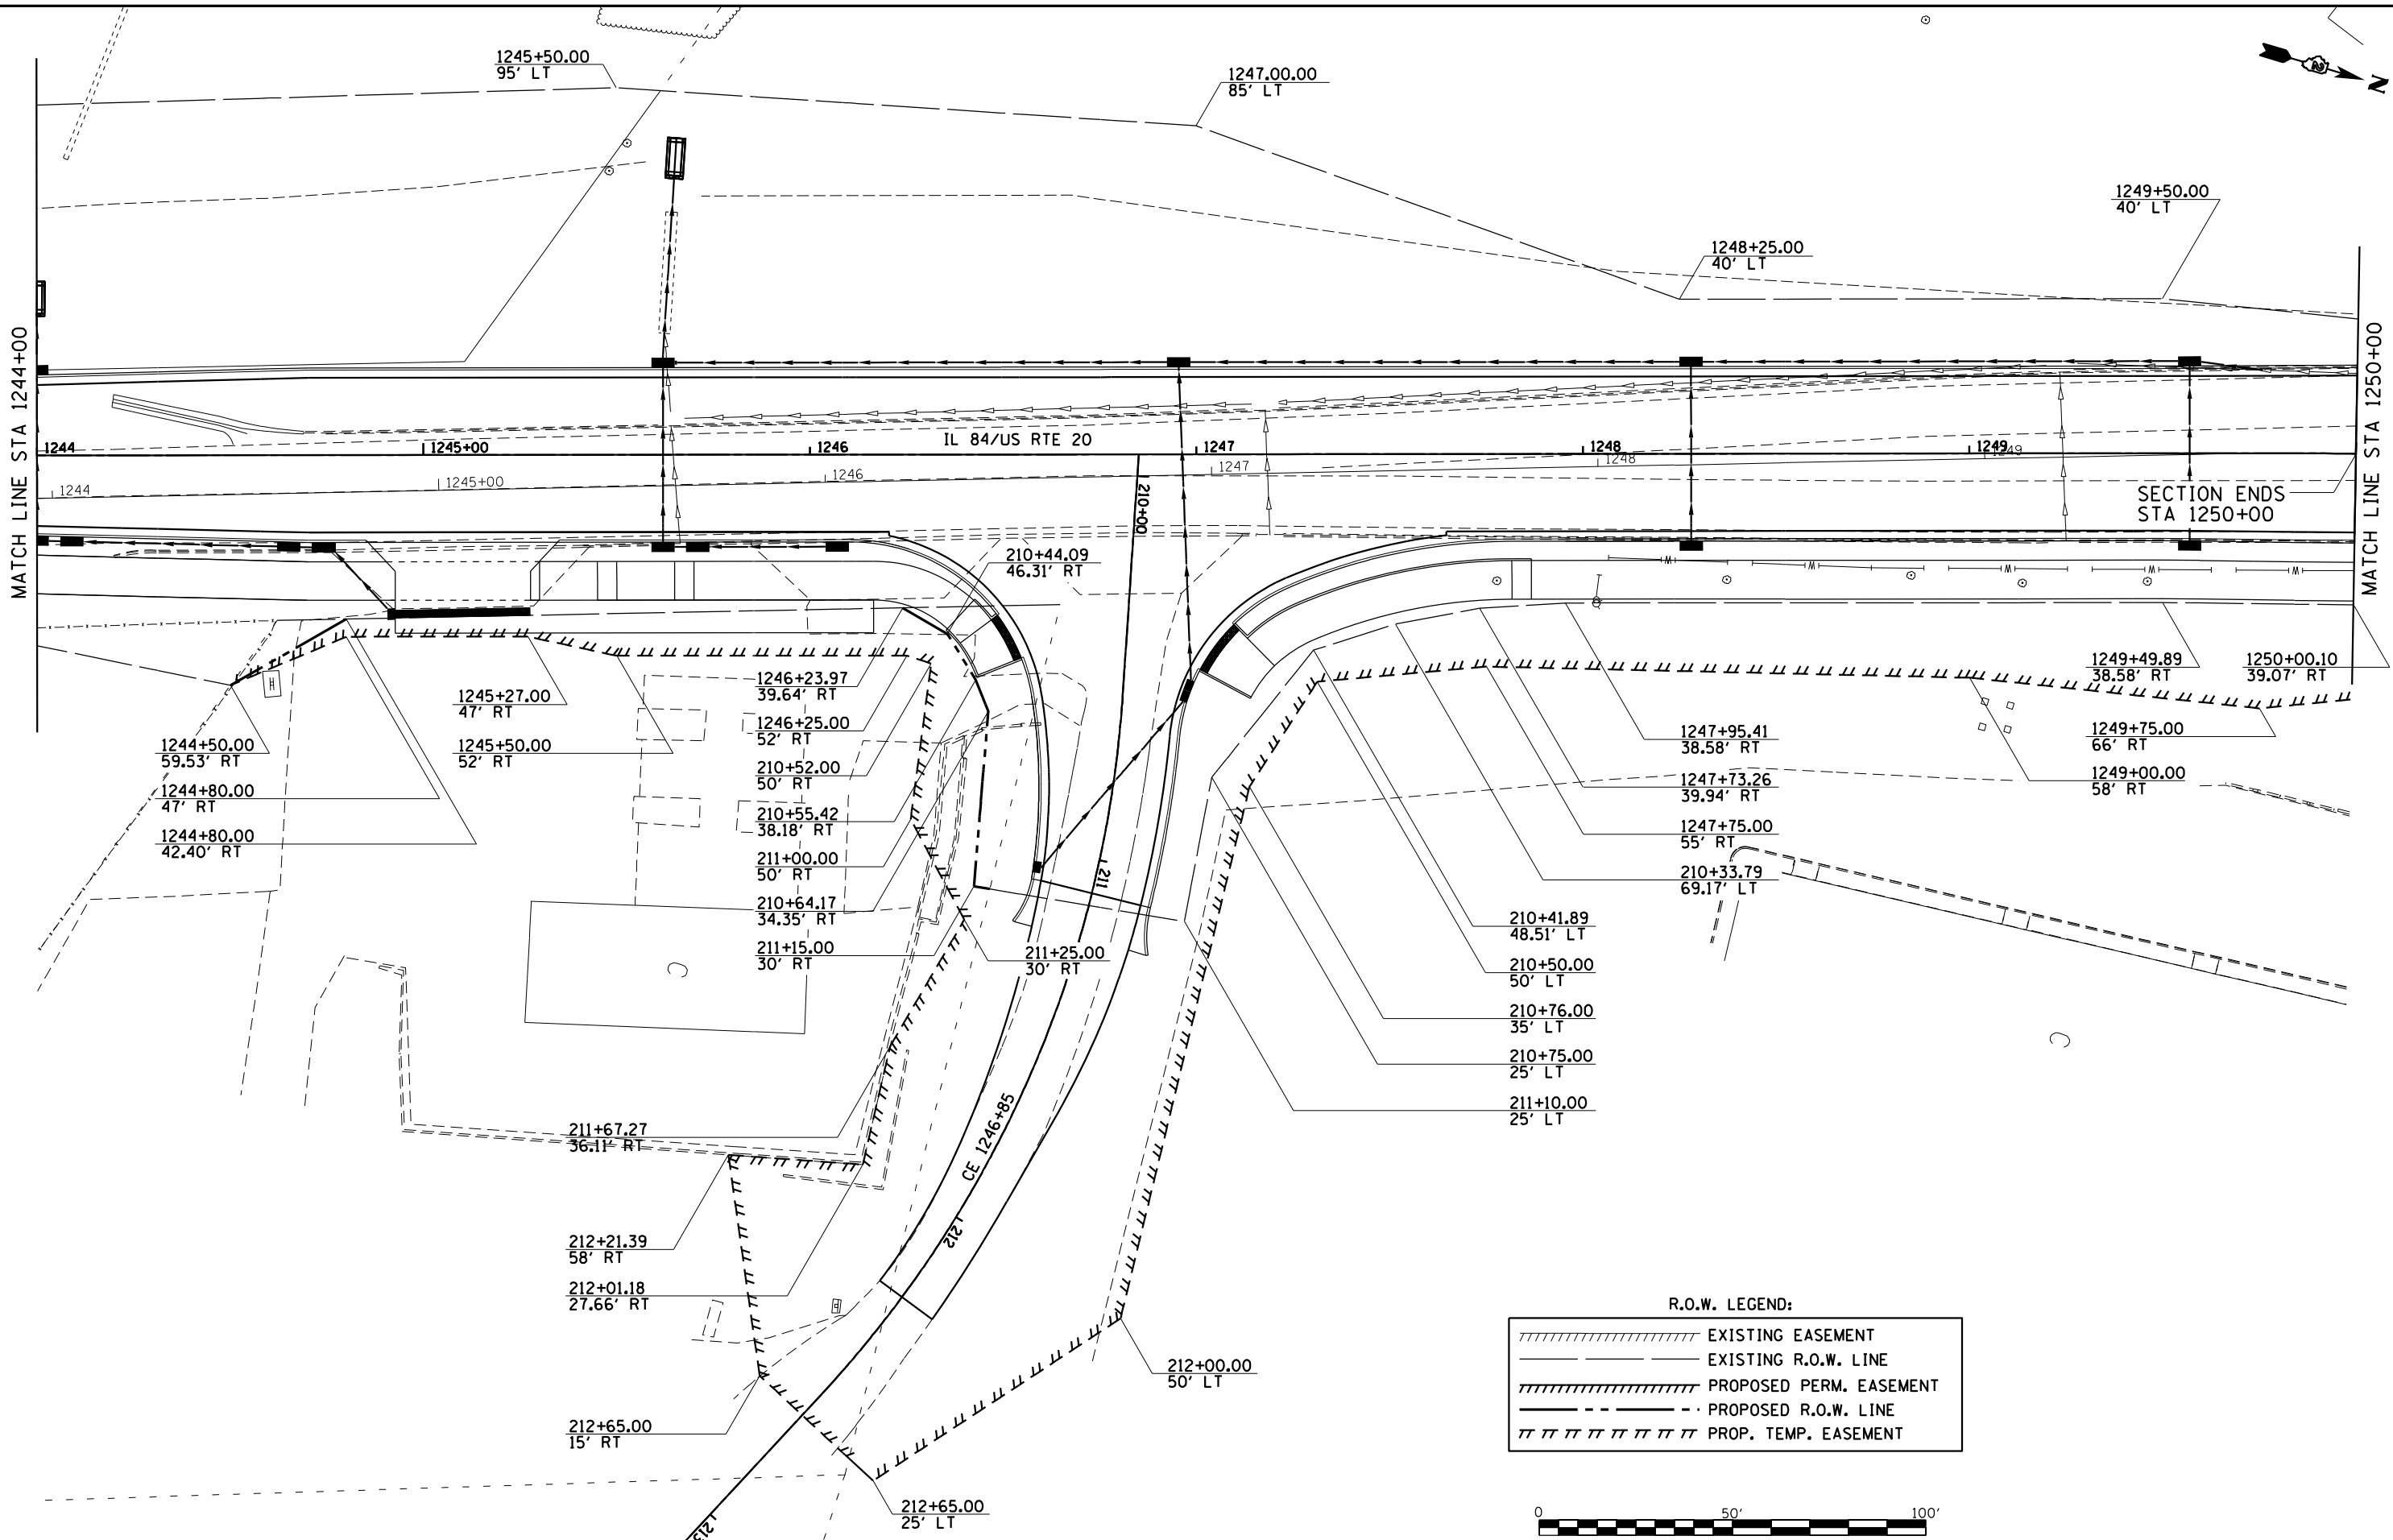 1245+50.00
95' LT
1247.00.00
85' LT
N
1249+50.00
40' LT
1248+25.00
40' LT
MATCH LINE STA 1244+00
MATCH LINE STA 1250+00
IL 84/US RTE 20
1244
1245+00
1246
1247
1248
1249
1244
1245+00
1246
1247
1248
1249
210+00
SECTION ENDS
STA 1250+00
210+44.09
46.31' RT
1246+23.97
39.64' RT
1246+25.00
52' RT
210+52.00
50' RT
210+55.42
38.18' RT
211+00.00
50' RT
210+64.17
34.35' RT
211+15.00
30' RT
211+25.00
30' RT
1245+27.00
47' RT
1245+50.00
52' RT
1244+50.00
59.53' RT
1244+80.00
47' RT
1244+80.00
42.40' RT
1249+49.89
38.58' RT
1250+00.10
39.07' RT
1249+75.00
66' RT
1249+00.00
58' RT
1247+95.41
38.58' RT
1247+73.26
39.94' RT
1247+75.00
55' RT
210+33.79
69.17' LT
210+41.89
48.51' LT
210+50.00
50' LT
210+76.00
35' LT
210+75.00
25' LT
211+10.00
25' LT
211
CE 1246+85
212
213
211+67.27
36.11' RT
212+21.39
58' RT
212+01.18
27.66' RT
212+65.00
15' RT
212+65.00
25' LT
212+00.00
50' LT
R.O.W. LEGEND:
EXISTING EASEMENT
EXISTING R.O.W. LINE
PROPOSED PERM. EASEMENT
PROPOSED R.O.W. LINE
PROP. TEMP. EASEMENT
0 50' 100'